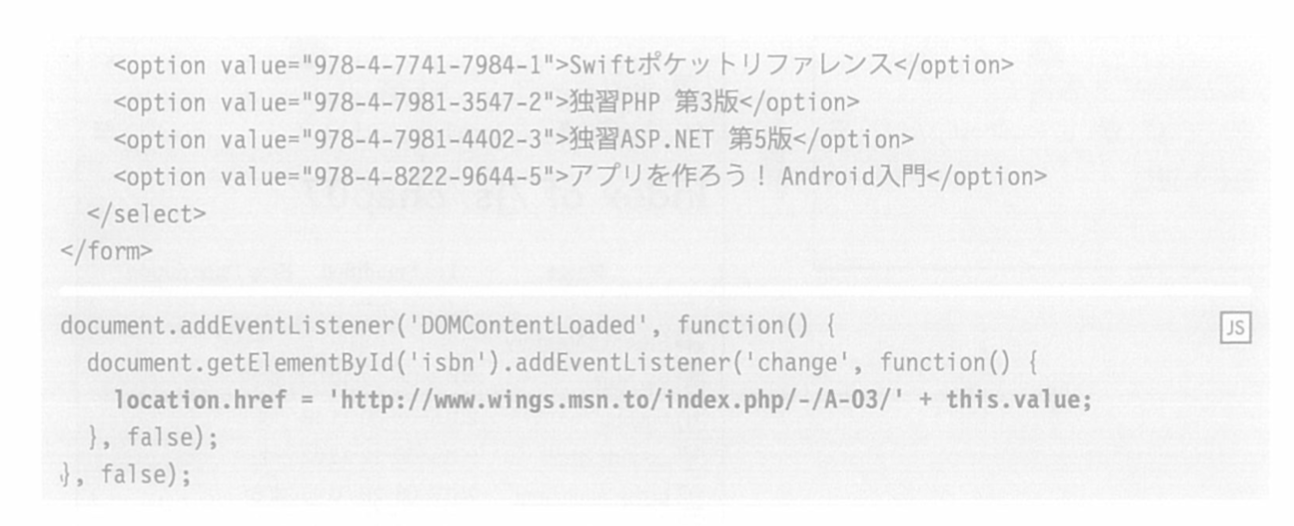 <option value="978-4-7741-7984-1">Swiftポケットリファレンス</option>
<option value="978-4-7981-3547-2">独習PHP 第3版</option>
<option value="978-4-7981-4402-3">独習ASP.NET 第5版</option>
<option value="978-4-8222-9644-5">アプリを作ろう！ Android入門</option>
</select>
</form>
document.addEventListener('DOMContentLoaded', function() {
JS
document.getElementById('isbn').addEventListener('change', function() {
location.href = 'http://www.wings.msn.to/index.php/-/A-03/' + this.value;
}, false);
}, false);